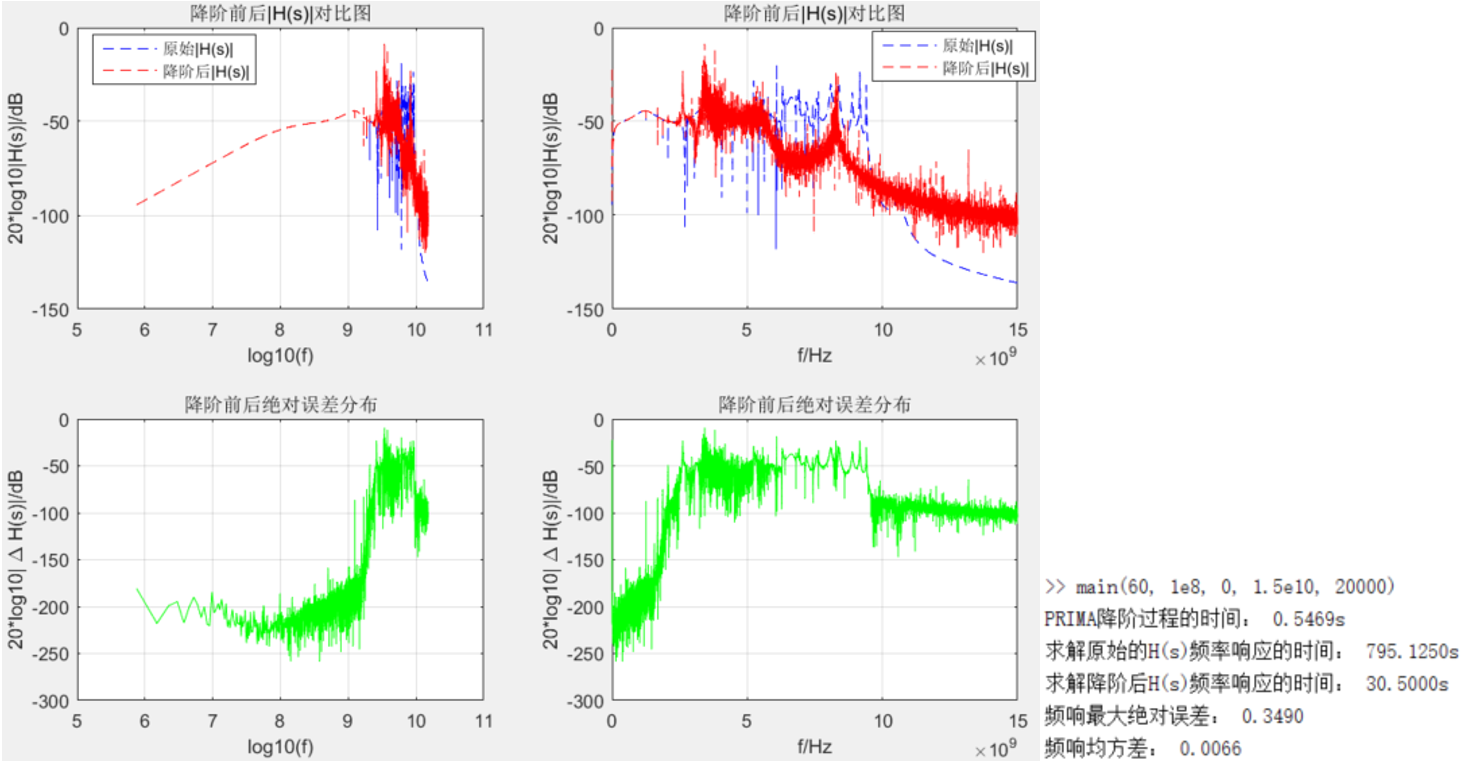 降阶前后|H(s)|对比图
20*log10|H(s)|/dB
0
-50
-100
-150
原始|H(s)|
降阶后|H(s)|
5 6 7 8 9 10 11
log10(f)
降阶前后|H(s)|对比图
20*log10|H(s)|/dB
0
-50
-100
-150
原始|H(s)|
降阶后|H(s)|
0 5 10 15
f/Hz
×10⁹
降阶前后绝对误差分布
20*log10| Δ H(s)|/dB
0
-50
-100
-150
-200
-250
-300
5 6 7 8 9 10 11
log10(f)
降阶前后绝对误差分布
20*log10| Δ H(s)|/dB
0
-50
-100
-150
-200
-250
-300
0 5 10 15
f/Hz
×10⁹
>> main(60, 1e8, 0, 1.5e10, 20000)
PRIMA降阶过程的时间： 0.5469s
求解原始的H(s)频率响应的时间： 795.1250s
求解降阶后H(s)频率响应的时间： 30.5000s
频响最大绝对误差： 0.3490
频响均方差： 0.0066